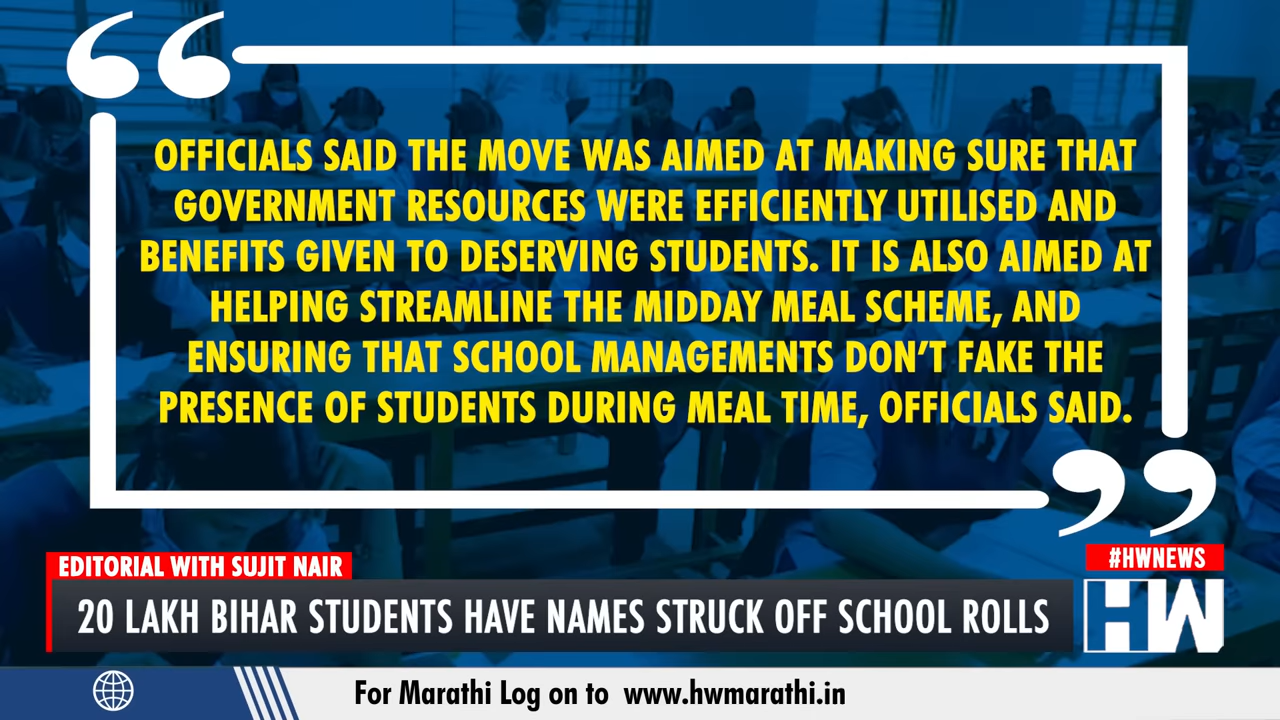 OFFICIALS SAID THE MOVE WAS AIMED AT MAKING SURE THAT
GOVERNMENT RESOURCES WERE EFFICIENTLY UTILISED AND
BENEFITS GIVEN TO DESERVING STUDENTS. IT IS ALSO AIMED AT
HELPING STREAMLINE THE MIDDAY MEAL SCHEME, AND
ENSURING THAT SCHOOL MANAGEMENTS DON’T FAKE THE
PRESENCE OF STUDENTS DURING MEAL TIME, OFFICIALS SAID.
EDITORIAL WITH SUJIT NAIR
#HWNEWS
20 LAKH BIHAR STUDENTS HAVE NAMES STRUCK OFF SCHOOL ROLLS
HW
For Marathi Log on to www.hwmarathi.in